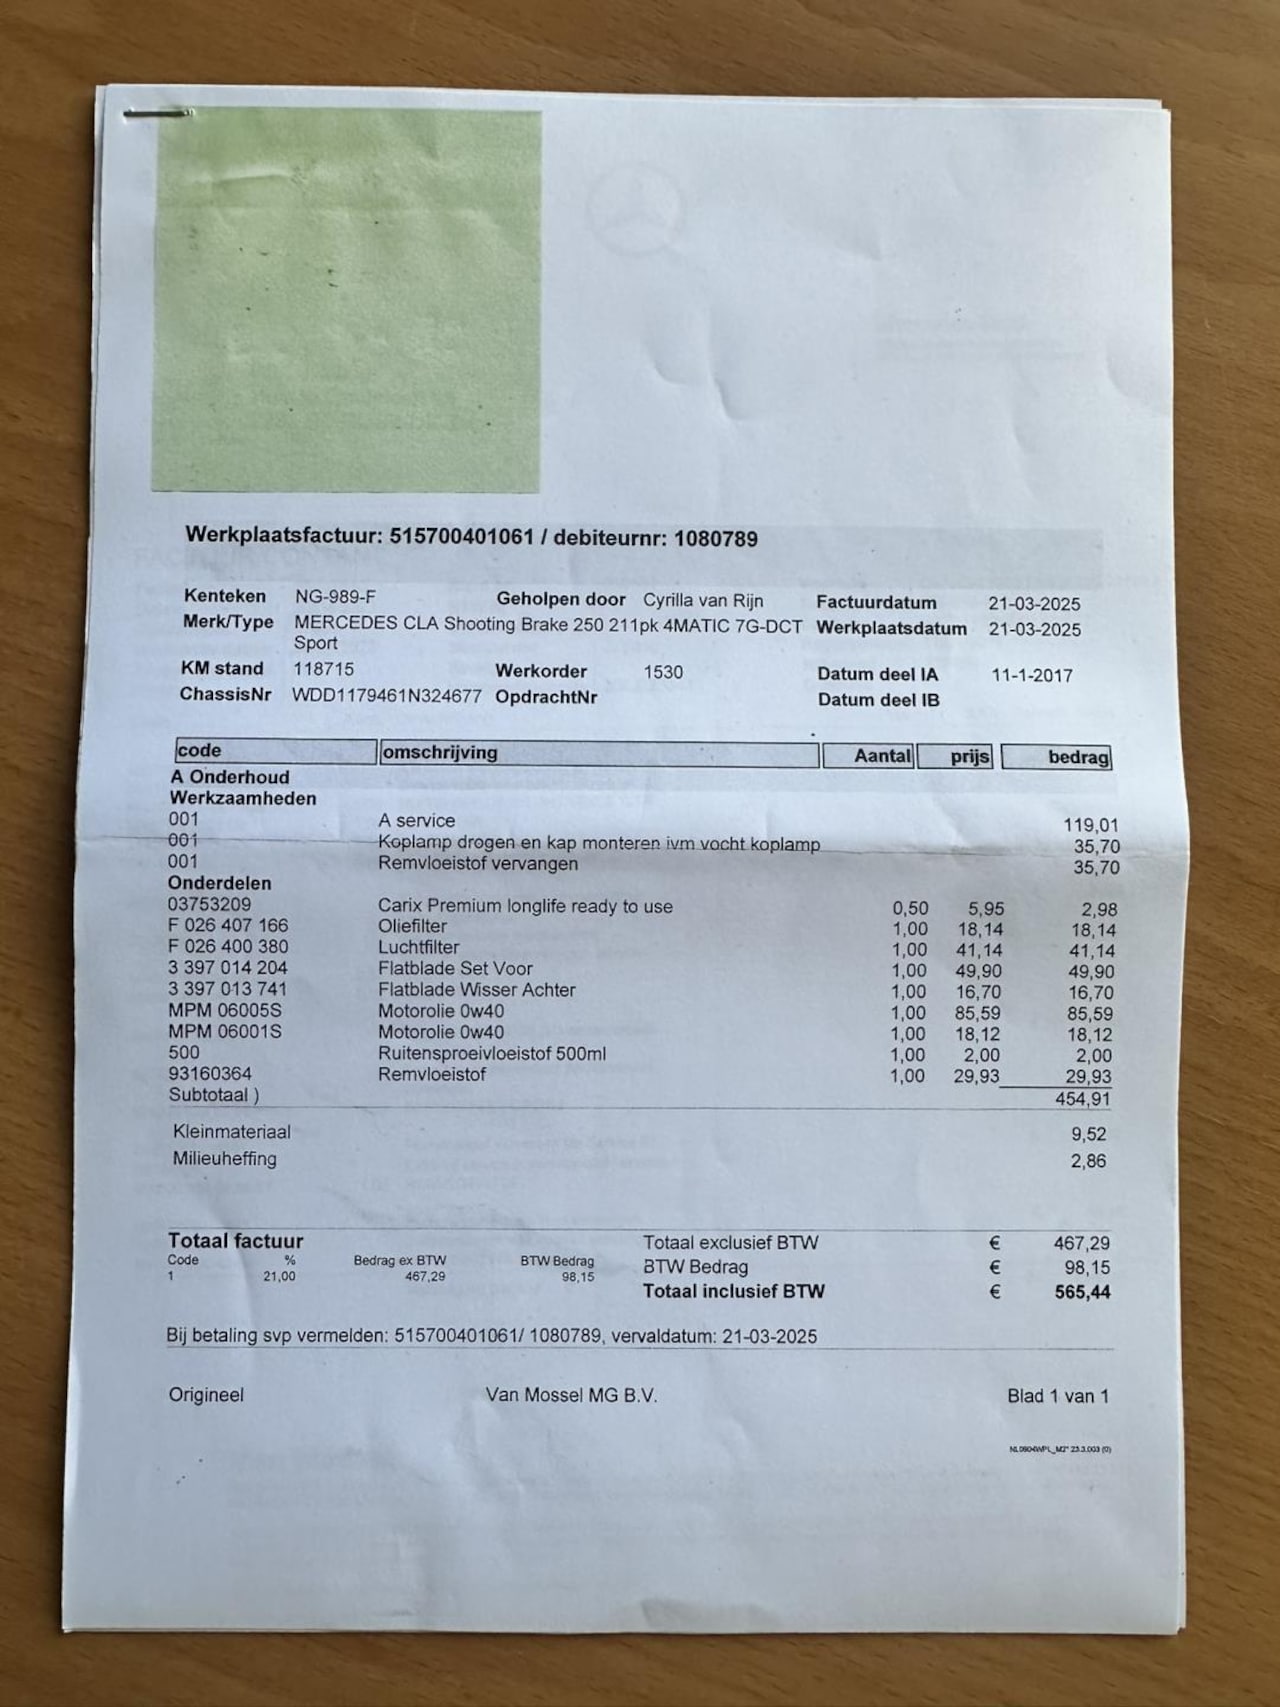 Werkplaatsfactuur: 515700401061 / debiteurnr: 1080789
Kenteken NG-989-F Geholpen door Cyrilla van Rijn Factuurdatum 21-03-2025
Merk/Type MERCEDES CLA Shooting Brake 250 211pk 4MATIC 7G-DCT Werkplaatsdatum 21-03-2025
Sport
KM stand 118715 Werkorder 1530 Datum deel IA 11-1-2017
ChassisNr WDD1179461N324677 OpdrachtNr Datum deel IB
code omschrijving Aantal prijs bedrag
A Onderhoud
Werkzaamheden
001 A service 119,01
001 Koplamp drogen en kap monteren ivm vocht koplamp 35,70
001 Remvloeistof vervangen 35,70
Onderdelen
03753209 Carix Premium longlife ready to use 0,50 5,95 2,98
F 026 407 166 Oliefilter 1,00 18,14 18,14
F 026 400 380 Luchtfilter 1,00 41,14 41,14
3 397 014 204 Flatblade Set Voor 1,00 49,90 49,90
3 397 013 741 Flatblade Wisser Achter 1,00 16,70 16,70
MPM 06005S Motorolie 0w40 1,00 85,59 85,59
MPM 06001S Motorolie 0w40 1,00 18,12 18,12
500 Ruitensproeivloeistof 500ml 1,00 2,00 2,00
93160364 Remvloeistof 1,00 29,93 29,93
Subtotaal ) 454,91
Kleinmateriaal 9,52
Milieuheffing 2,86
Totaal factuur Totaal exclusief BTW € 467,29
Code % Bedrag ex BTW BTW Bedrag BTW Bedrag € 98,15
1 21,00 467,29 98,15 Totaal inclusief BTW € 565,44
Bij betaling svp vermelden: 515700401061/ 1080789, vervaldatum: 21-03-2025
Origineel Van Mossel MG B.V. Blad 1 van 1